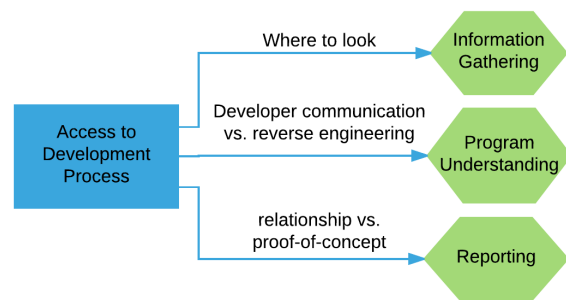 Where to look
Information
Gathering
Access to
Development
Process
Developer communication
vs. reverse engineering
Program
Understanding
relationship vs.
proof-of-concept
Reporting